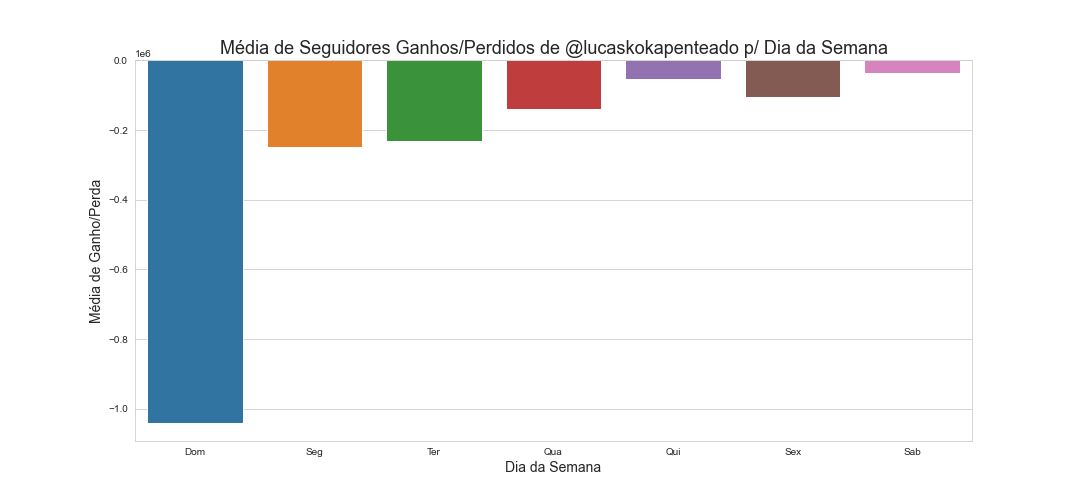 Média de Seguidores Ganhos/Perdidos de @lucaskokapenteado p/ Dia da Semana
1e6
0.0
−0.2
−0.4
−0.6
−0.8
−1.0
Média de Ganho/Perda
Dom Seg Ter Qua Qui Sex Sab
Dia da Semana